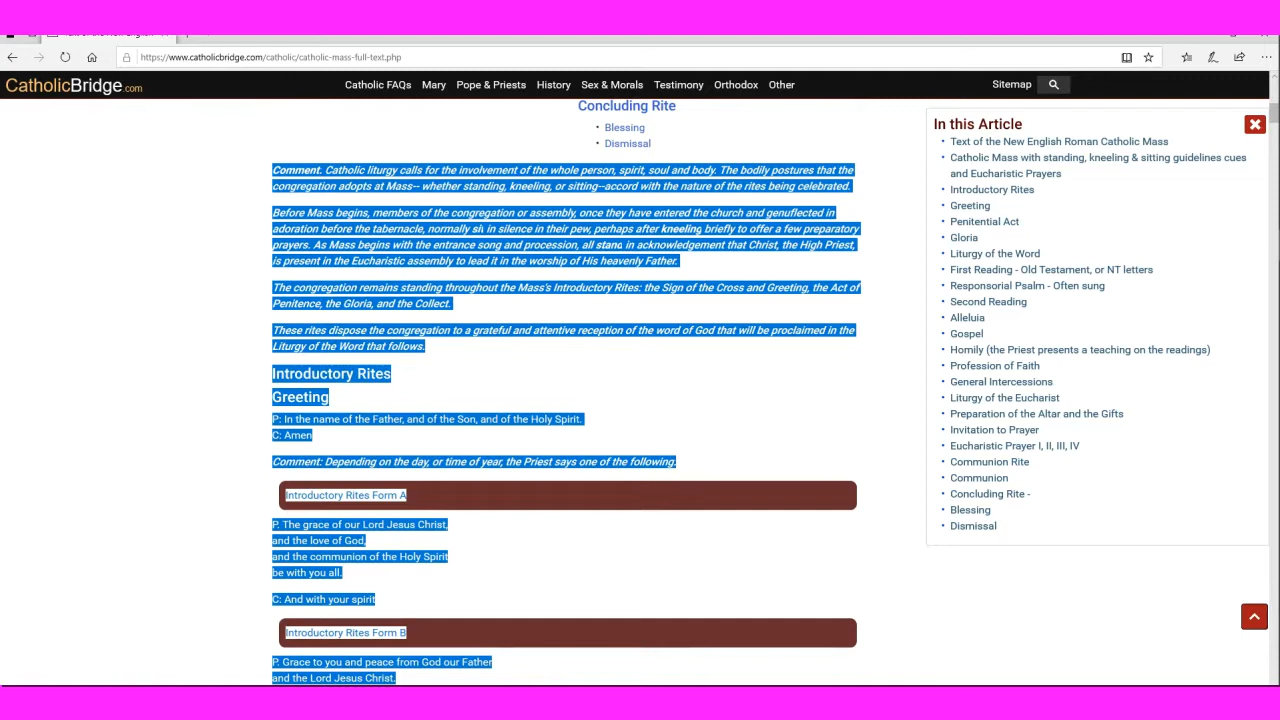 https://www.catholicbridge.com/catholic/catholic-mass-full-text.php
CatholicBridge.com
Catholic FAQs Mary Pope & Priests History Sex & Morals Testimony Orthodox Other Sitemap
Concluding Rite
• Blessing
• Dismissal
Comment. Catholic liturgy calls for the involvement of the whole person, spirit, soul and body. The bodily postures that the
congregation adopts at Mass-- whether standing, kneeling, or sitting--accord with the nature of the rites being celebrated.
Before Mass begins, members of the congregation or assembly, once they have entered the church and genuflected in
adoration before the tabernacle, normally in silence in their pew, perhaps after kneeling briefly to offer a few preparatory
prayers. As Mass begins with the entrance song and procession, all stand in acknowledgement that Christ, the High Priest,
is present in the Eucharistic assembly to lead it in the worship of His heavenly Father.
The congregation remains standing throughout the Mass's Introductory Rites: the Sign of the Cross and Greeting, the Act of
Penitence, the Gloria, and the Collect.
These rites dispose the congregation to a grateful and attentive reception of the word of God that will be proclaimed in the
Liturgy of the Word that follows.
Introductory Rites
Greeting
P: In the name of the Father, and of the Son, and of the Holy Spirit.
C: Amen
Comment: Depending on the day, or time of year, the Priest says one of the following.
Introductory Rites Form A
P. The grace of our Lord Jesus Christ,
and the love of God,
and the communion of the Holy Spirit
be with you all.
C: And with your spirit
Introductory Rites Form B
P. Grace to you and peace from God our Father
and the Lord Jesus Christ.
In this Article
• Text of the New English Roman Catholic Mass
• Catholic Mass with standing, kneeling & sitting guidelines cues
and Eucharistic Prayers
• Introductory Rites
• Greeting
• Penitential Act
• Gloria
• Liturgy of the Word
• First Reading - Old Testament, or NT letters
• Responsorial Psalm - Often sung
• Second Reading
• Alleluia
• Gospel
• Homily (the Priest presents a teaching on the readings)
• Profession of Faith
• General Intercessions
• Liturgy of the Eucharist
• Preparation of the Altar and the Gifts
• Invitation to Prayer
• Eucharistic Prayer I, II, III, IV
• Communion Rite
• Communion
• Concluding Rite -
• Blessing
• Dismissal